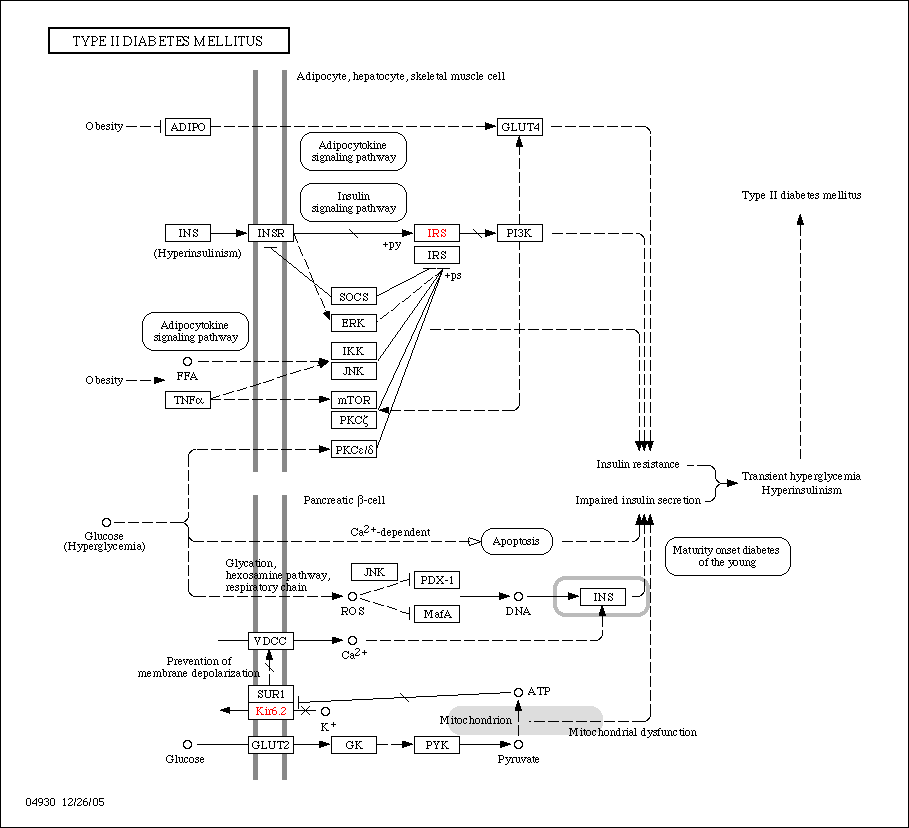 TYPE II DIABETES MELLITUS
Adipocyte, hepatocyte, skeletal muscle cell
Obesity
ADIPO
GLUT4
Adipocytokine
signaling pathway
Insulin
signaling pathway
Type II diabetes mellitus
INS
INSR
IRS
PI3K
(Hyperinsulinism)
+py
IRS
+ps
SOCS
ERK
Adipocytokine
signaling pathway
IKK
JNK
FFA
Obesity
TNFα
mTOR
PKCζ
PKCε/δ
Insulin resistance
Transient hyperglycemia
Hyperinsulinism
Impaired insulin secretion
Pancreatic β-cell
Glucose
(Hyperglycemia)
Ca2+-dependent
Apoptosis
Maturity onset diabetes
of the young
Glycation,
hexosamine pathway,
respiratory chain
JNK
PDX-1
ROS
MafA
DNA
INS
VDCC
Ca2+
Prevention of
membrane depolarization
SUR1
Kir6.2
K+
ATP
Mitochondrion
Mitochondrial dysfunction
Glucose
GLUT2
GK
PYK
Pyruvate
04930 12/26/05